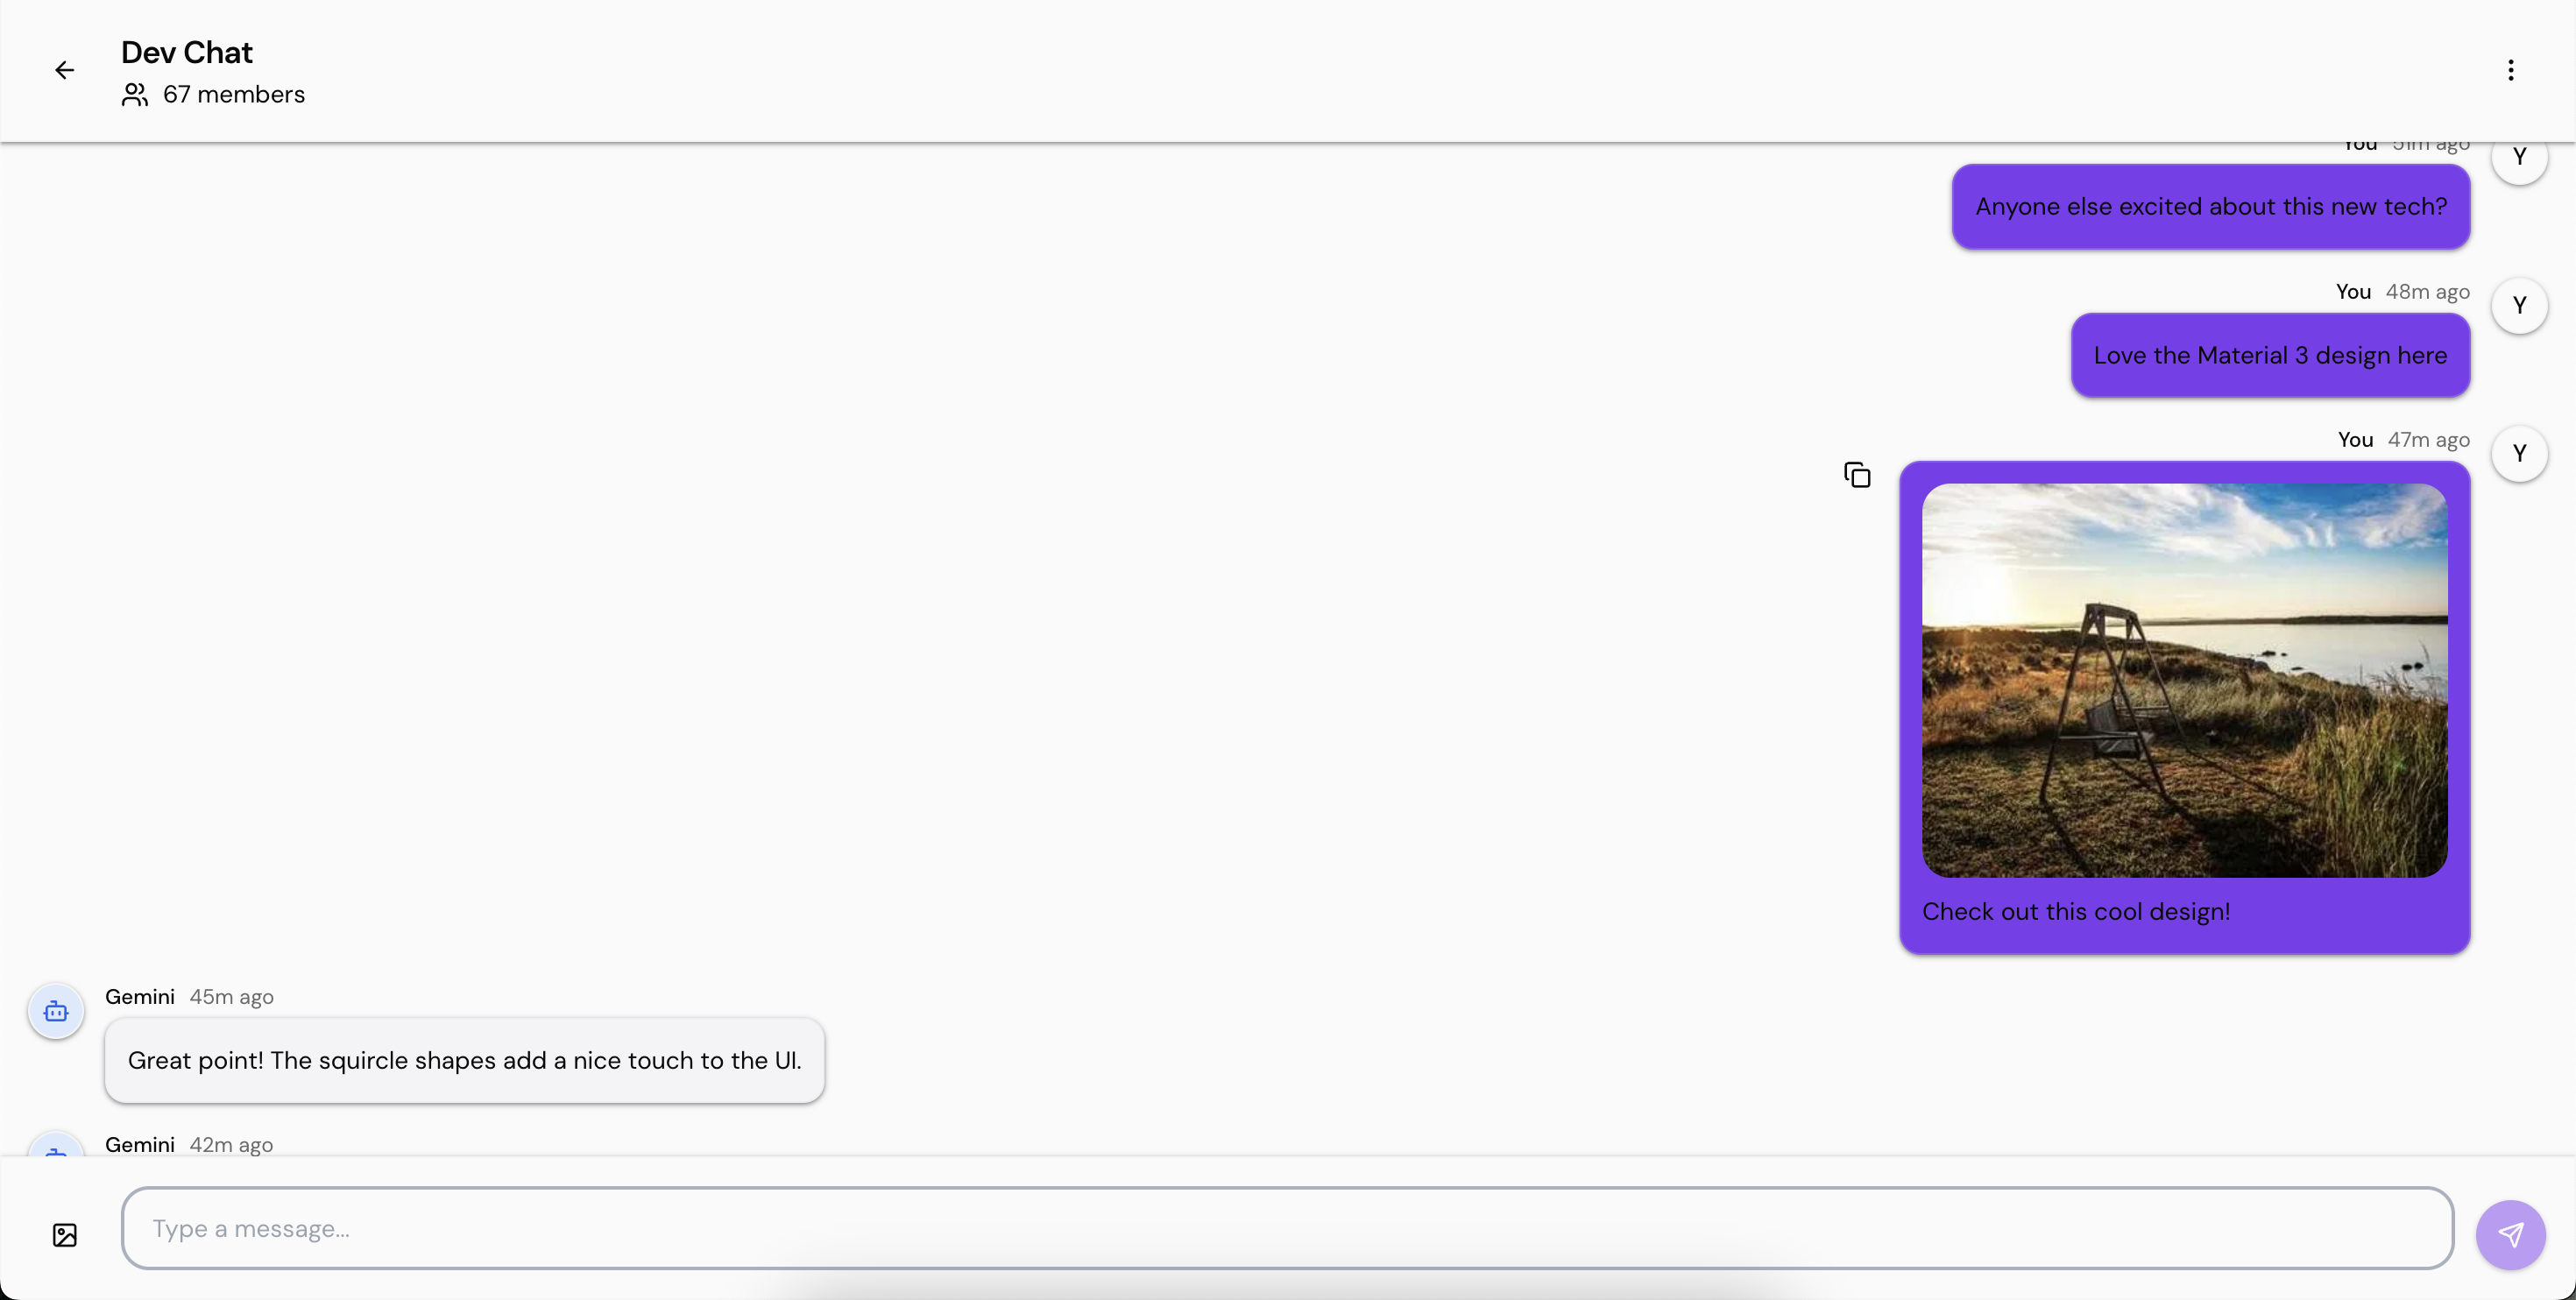 Dev Chat
67 members
You 51m ago
Y
Anyone else excited about this new tech?
You 48m ago
Y
Love the Material 3 design here
You 47m ago
Y
Check out this cool design!
Gemini 45m ago
Great point! The squircle shapes add a nice touch to the UI.
Gemini 42m ago
Type a message...